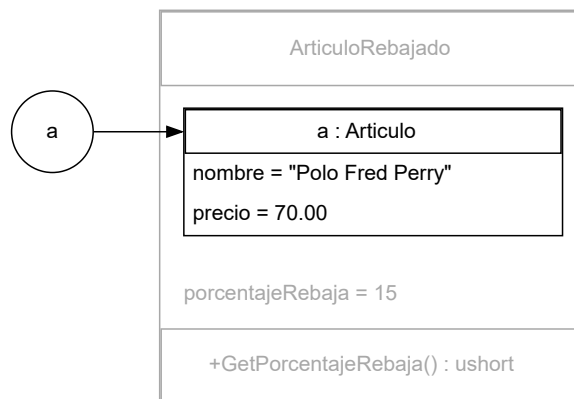 ArticuloRebajado
a
a : Articulo
nombre = "Polo Fred Perry"
precio = 70.00
porcentajeRebaja = 15
+GetPorcentajeRebaja() : ushort